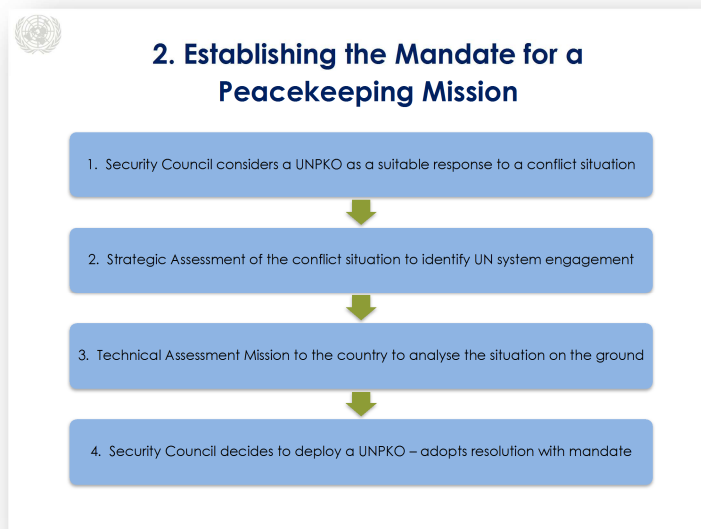 2. Establishing the Mandate for a
Peacekeeping Mission
1. Security Council considers a UNPKO as a suitable response to a conflict situation
2. Strategic Assessment of the conflict situation to identify UN system engagement
3. Technical Assessment Mission to the country to analyse the situation on the ground
4. Security Council decides to deploy a UNPKO – adopts resolution with mandate